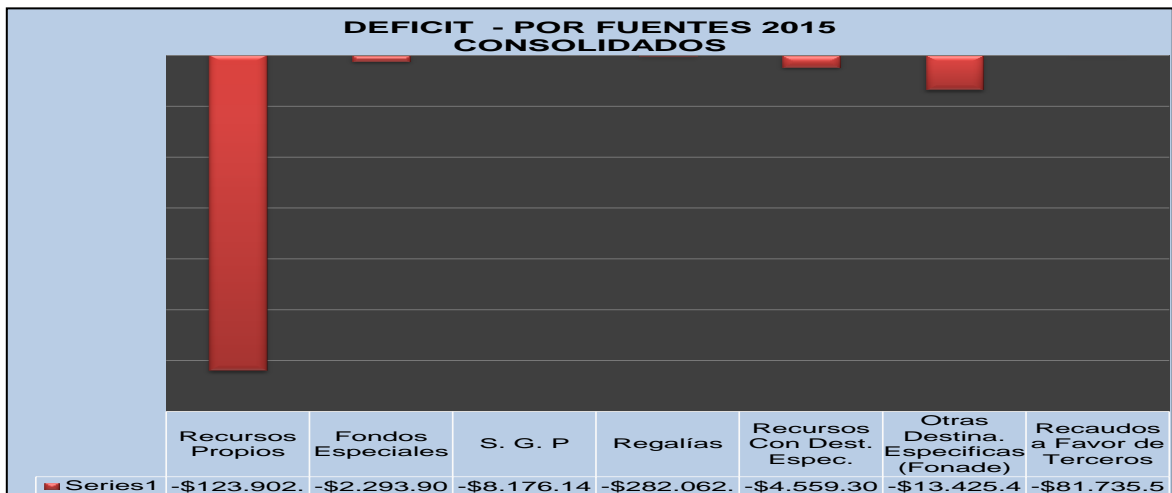 DEFICIT - POR FUENTES 2015
CONSOLIDADOS
Recursos Propios
Fondos Especiales
S. G. P
Regalías
Recursos Con Dest. Espec.
Otras Destina. Especificas (Fonade)
Recaudos a Favor de Terceros
Series1 -$123.902. -$2.293.90 -$8.176.14 -$282.062. -$4.559.30 -$13.425.4 -$81.735.5